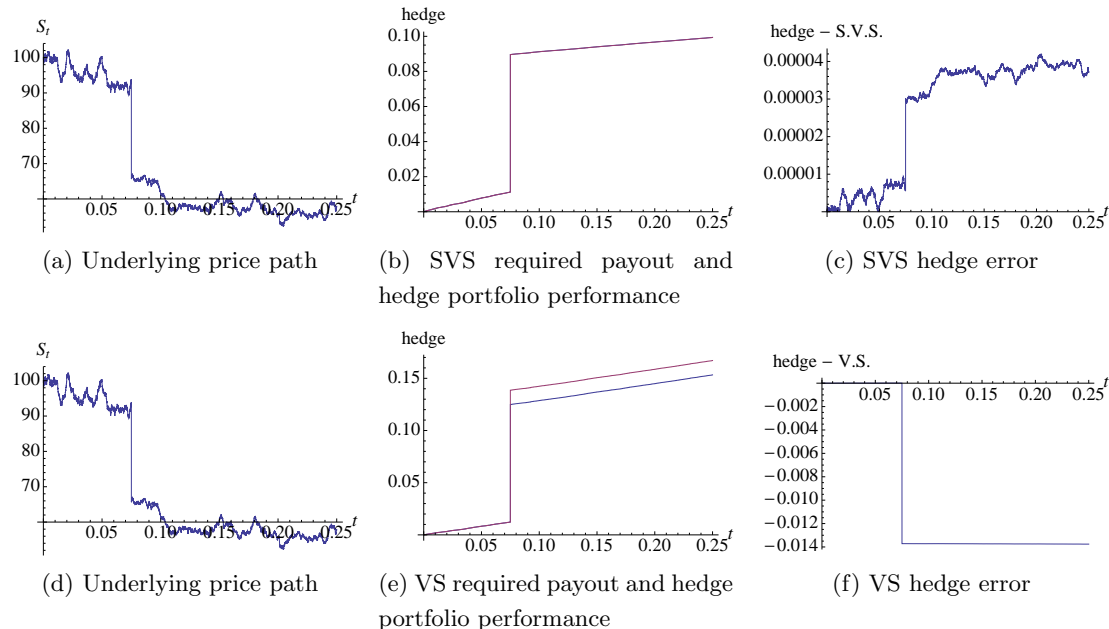 S_t
100
90
80
70
0.05 0.10 0.15 0.20 0.25 t
(a) Underlying price path
hedge
0.10
0.08
0.06
0.04
0.02
0.05 0.10 0.15 0.20 0.25 t
(b) SVS required payout and
hedge portfolio performance
hedge – S.V.S.
0.00004
0.00003
0.00002
0.00001
0.05 0.10 0.15 0.20 0.25 t
(c) SVS hedge error
S_t
100
90
80
70
0.05 0.10 0.15 0.20 0.25 t
(d) Underlying price path
hedge
0.15
0.10
0.05
0.05 0.10 0.15 0.20 0.25 t
(e) VS required payout and hedge
portfolio performance
hedge – V.S.
0.05 0.10 0.15 0.20 0.25 t
−0.002
−0.004
−0.006
−0.008
−0.010
−0.012
−0.014
(f) VS hedge error